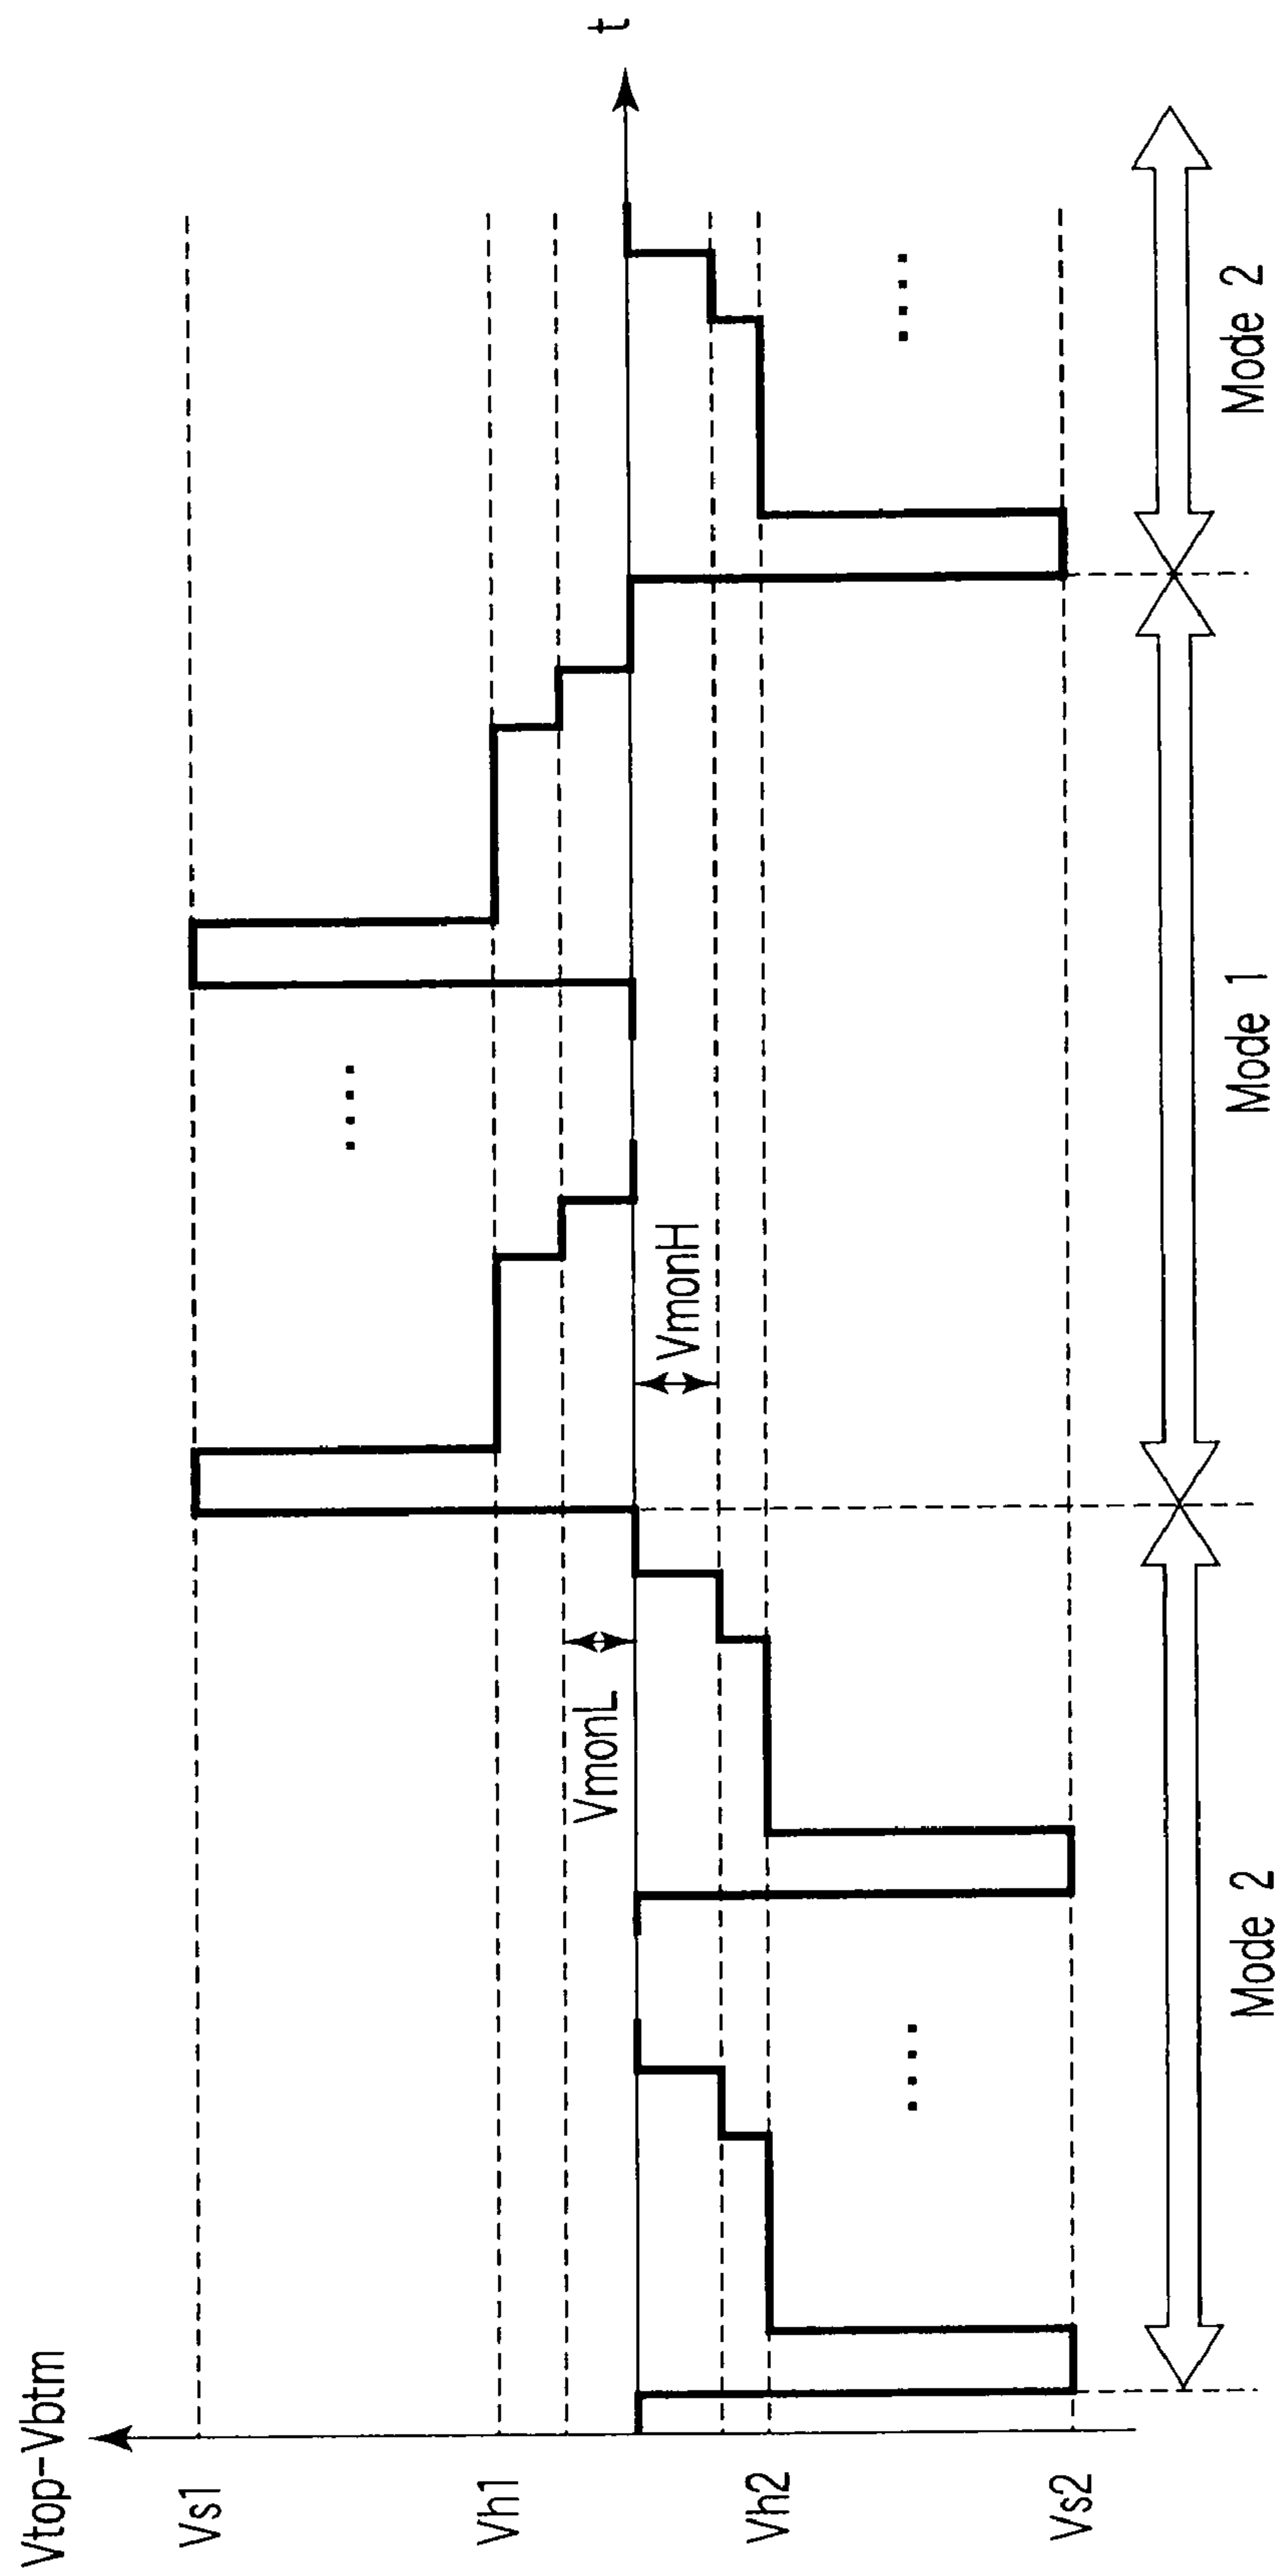 Vtop-Vbtm
Vs1
Vh1
Vh2
Vs2
VmonL
VmonH
t
....
....
....
Mode 2
Mode 1
Mode 2